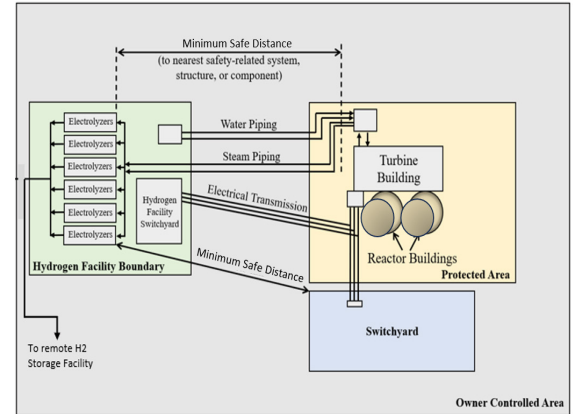 Minimum Safe Distance
(to nearest safety-related system,
structure, or component)
Electrolyzers
Electrolyzers
Electrolyzers
Electrolyzers
Electrolyzers
Electrolyzers
Water Piping
Steam Piping
Hydrogen
Facility
Switchyard
Electrical Transmission
Turbine
Building
Reactor Buildings
Hydrogen Facility Boundary
Minimum Safe Distance
Protected Area
Switchyard
To remote H2
Storage Facility
Owner Controlled Area